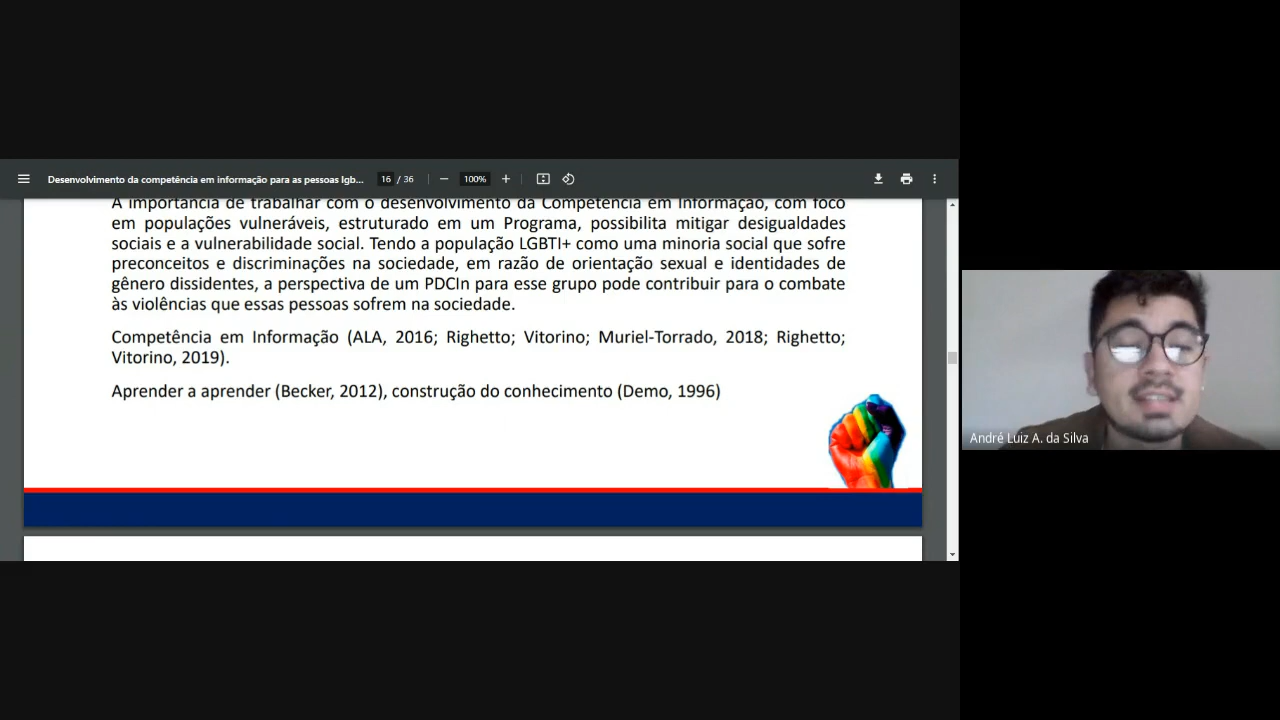 Desenvolvimento da competência em informação para as pessoas lgb...
16 / 36
100%
A importância de trabalhar com o desenvolvimento da Competência em Informação, com foco
em populações vulneráveis, estruturado em um Programa, possibilita mitigar desigualdades
sociais e a vulnerabilidade social. Tendo a população LGBTI+ como uma minoria social que sofre
preconceitos e discriminações na sociedade, em razão de orientação sexual e identidades de
gênero dissidentes, a perspectiva de um PDCIn para esse grupo pode contribuir para o combate
às violências que essas pessoas sofrem na sociedade.
Competência em Informação (ALA, 2016; Righetto; Vitorino; Muriel-Torrado, 2018; Righetto;
Vitorino, 2019).
Aprender a aprender (Becker, 2012), construção do conhecimento (Demo, 1996)
André Luiz A. da Silva